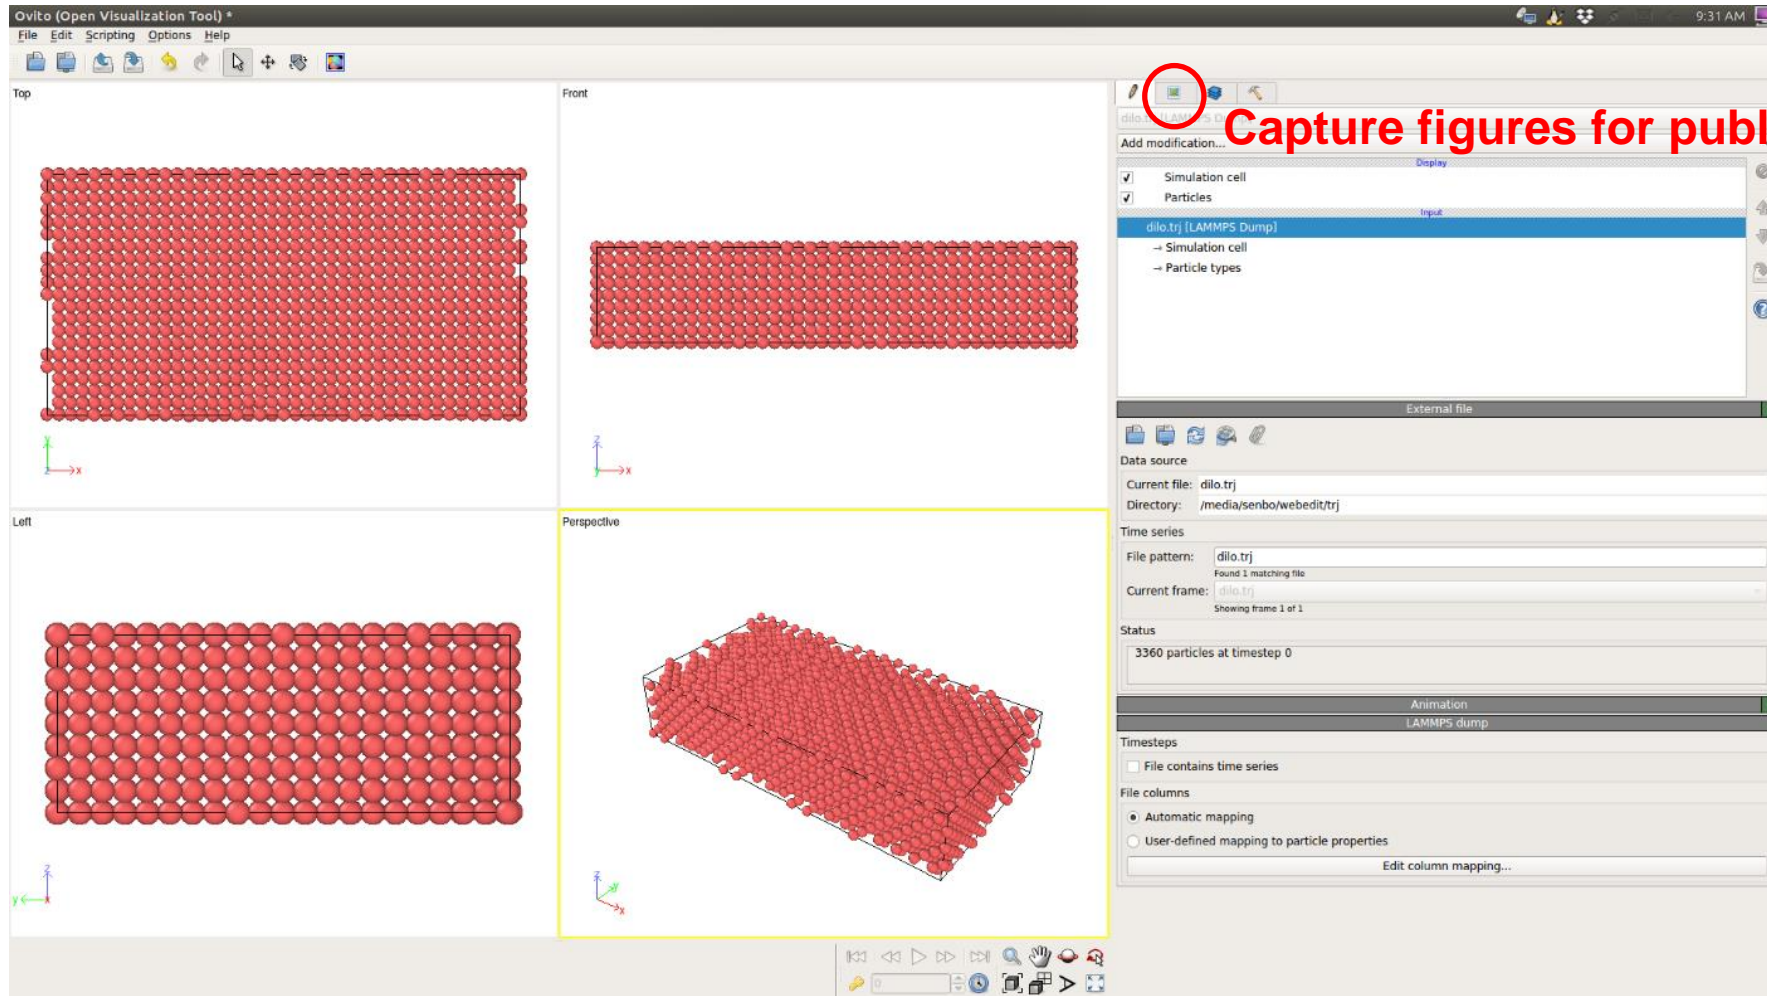 Ovito (Open Visualization Tool) *
9:31 AM
File Edit Scripting Options Help
Top
Front
Capture figures for publ
Add modification...
Display
Simulation cell
Particles
Input
dilo.trj [LAMMPS Dump]
→ Simulation cell
→ Particle types
External file
Data source
Current file: dilo.trj
Directory: /media/senbo/webedit/trj
Time series
File pattern: dilo.trj
Found 1 matching file
Current frame: dilo.trj
Showing frame 1 of 1
Status
3360 particles at timestep 0
Animation
LAMMPS dump
Timesteps
File contains time series
File columns
Automatic mapping
User-defined mapping to particle properties
Edit column mapping...
y
z x
z
y x
Left
Perspective
z
y x
z
y
x
0